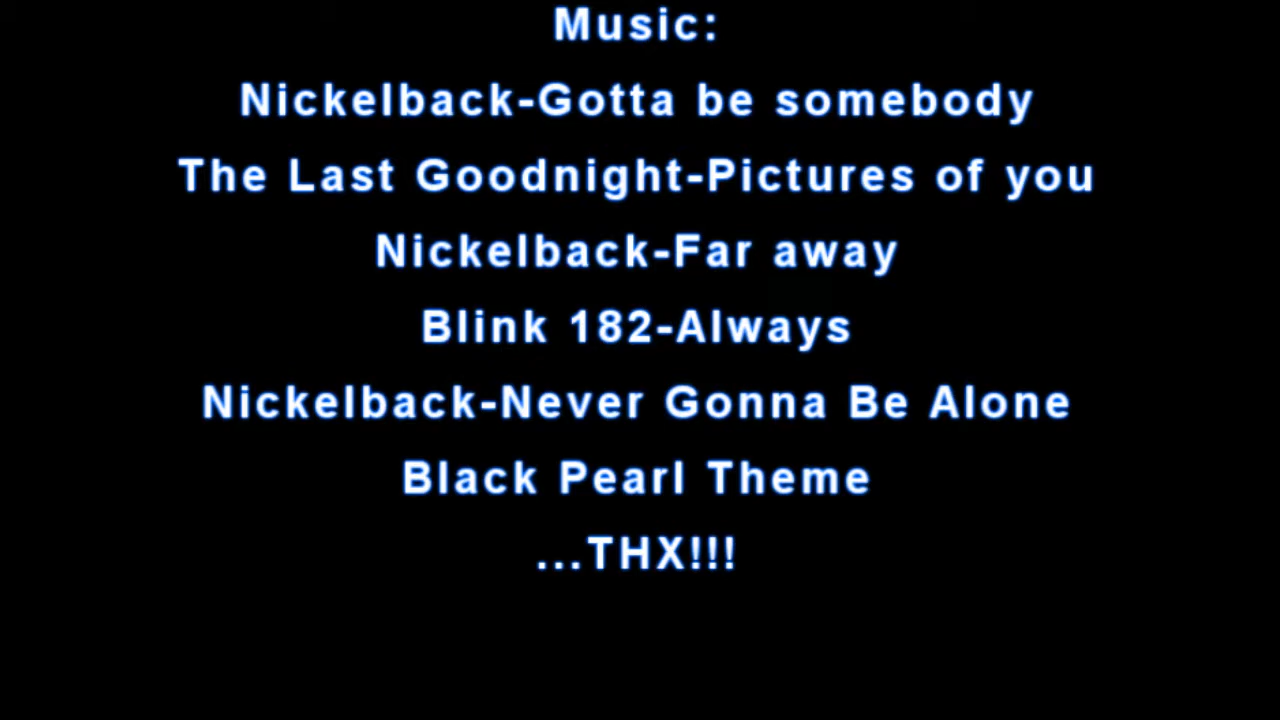 Music:
Nickelback-Gotta be somebody
The Last Goodnight-Pictures of you
Nickelback-Far away
Blink 182-Always
Nickelback-Never Gonna Be Alone
Black Pearl Theme
...THX!!!